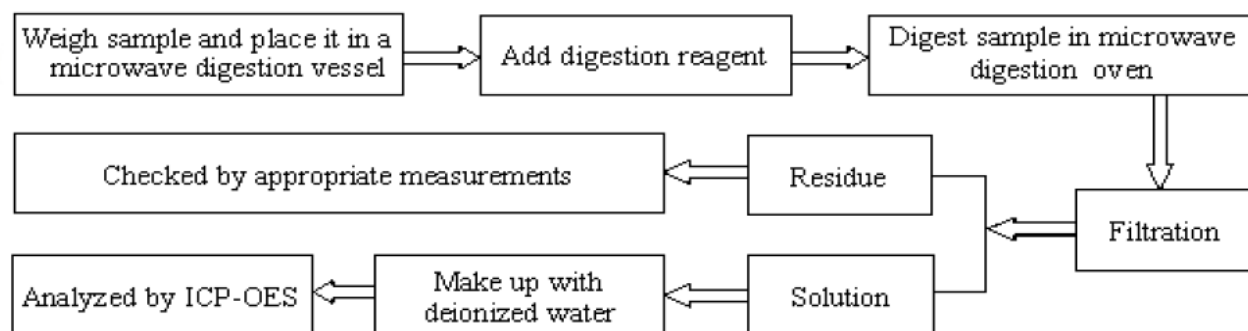 Weigh sample and place it in a
microwave digestion vessel
Add digestion reagent
Digest sample in microwave
digestion oven
Checked by appropriate measurements
Residue
Filtration
Analyzed by ICP-OES
Make up with
deionized water
Solution